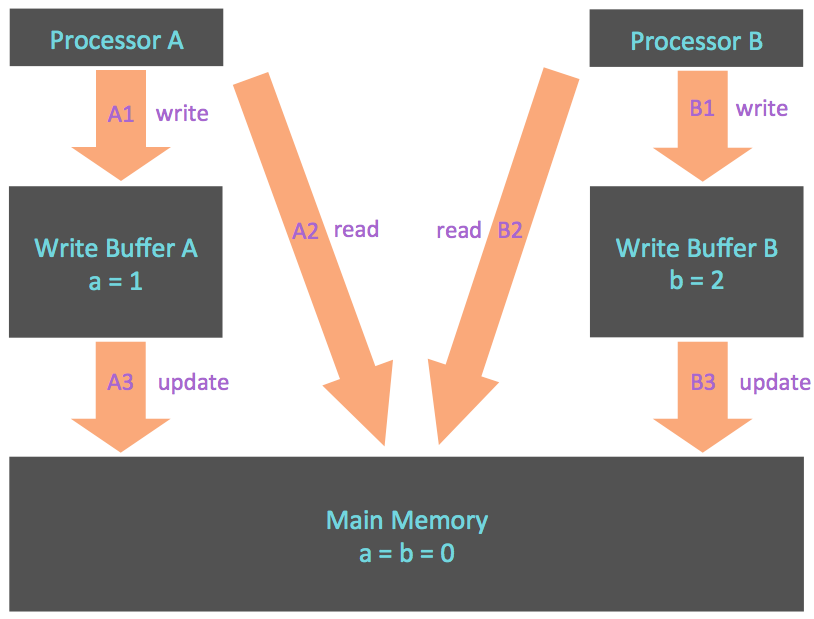 Processor A
Processor B
A1 write
B1 write
Write Buffer A
a = 1
A2 read
read B2
Write Buffer B
b = 2
A3 update
B3 update
Main Memory
a = b = 0